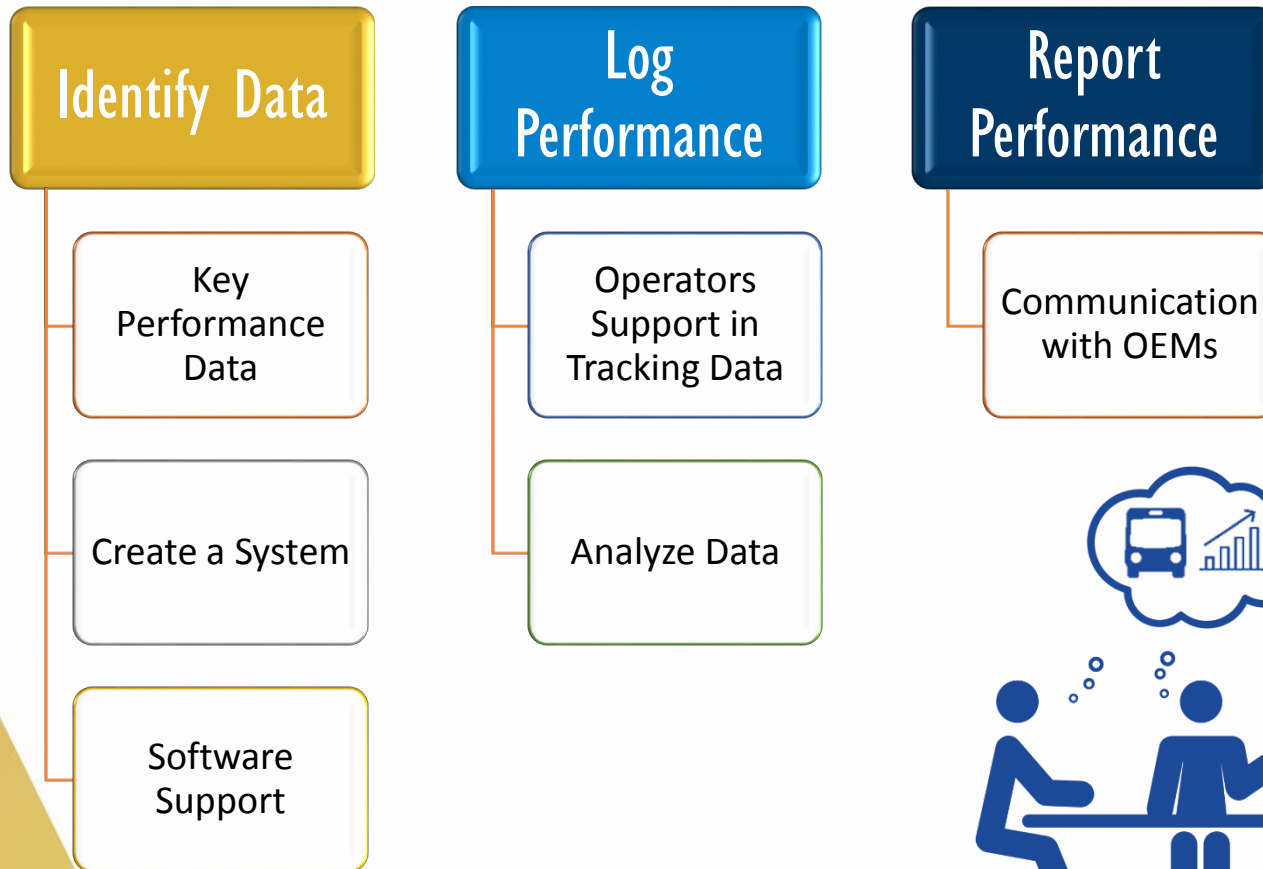 Identify Data
Key
Performance
Data
Create a System
Software
Support
Log
Performance
Operators
Support in
Tracking Data
Analyze Data
Report
Performance
Communication
with OEMs